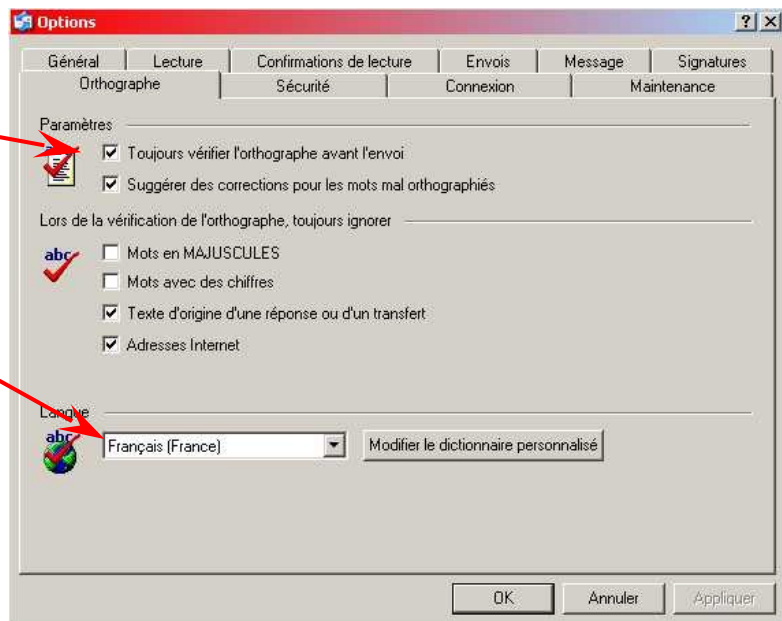 Options
Général Lecture Confirmations de lecture Envois Message Signatures
Orthographe Sécurité Connexion Maintenance
Paramètres
Toujours vérifier l'orthographe avant l'envoi
Suggérer des corrections pour les mots mal orthographiés
Lors de la vérification de l'orthographe, toujours ignorer
abc
Mots en MAJUSCULES
Mots avec des chiffres
Texte d'origine d'une réponse ou d'un transfert
Adresses Internet
Langue
abc
Français (France) Modifier le dictionnaire personnalisé
OK Annuler Appliquer